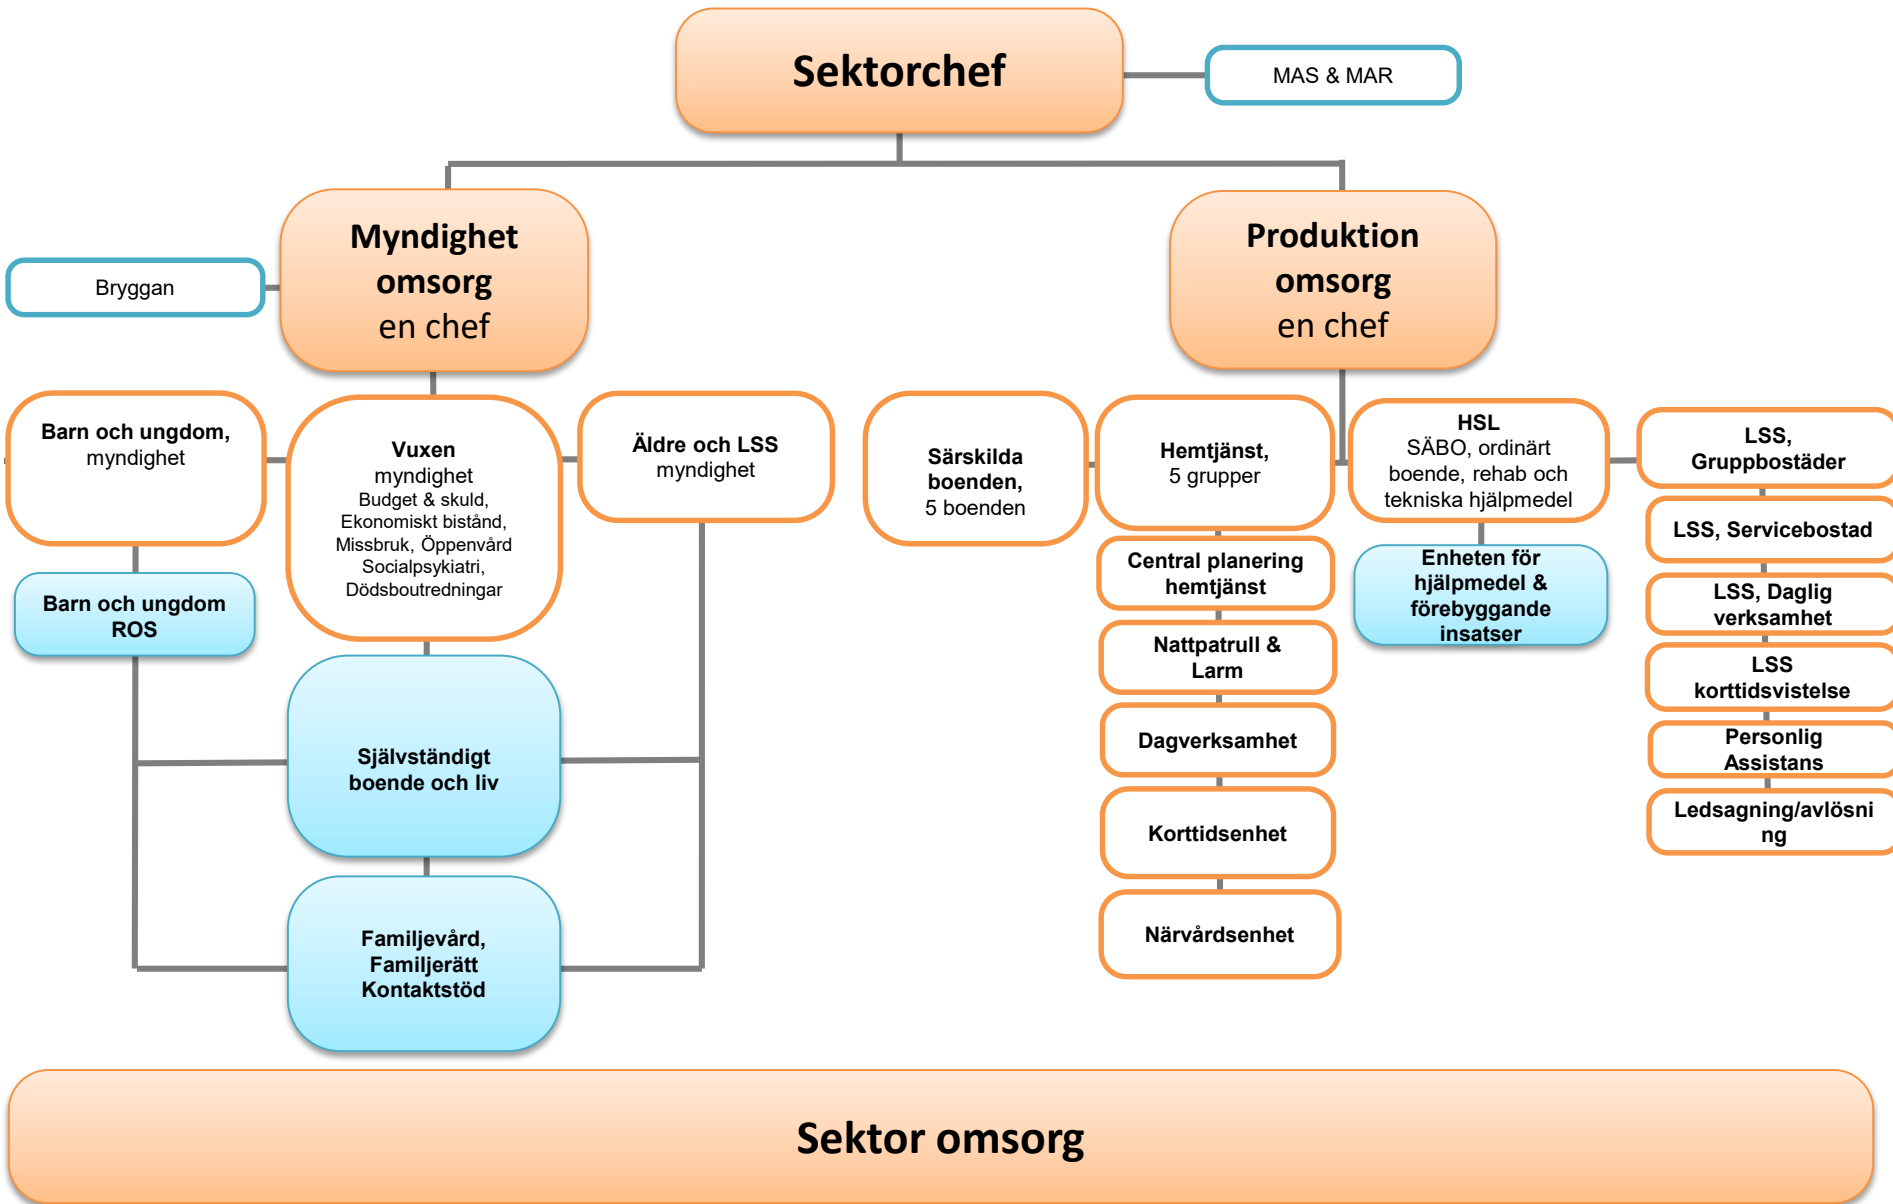 Sektorchef
MAS & MAR
Myndighet
omsorg
en chef
Bryggan
Produktion
omsorg
en chef
Barn och ungdom,
myndighet
Vuxen
myndighet
Budget & skuld,
Ekonomiskt bistånd,
Missbruk, Öppenvård
Socialpsykiatri,
Dödsboutredningar
Äldre och LSS
myndighet
Barn och ungdom
ROS
Självständigt
boende och liv
Familjevård,
Familjerätt
Kontaktstöd
Särskilda
boenden,
5 boenden
Hemtjänst,
5 grupper
Central planering
hemtjänst
Nattpatrull &
Larm
Dagverksamhet
Korttidsenhet
Närvårdsenhet
HSL
SÄBO, ordinärt
boende, rehab och
tekniska hjälpmedel
Enheten för
hjälpmedel &
förebyggande
insatser
LSS,
Gruppbostäder
LSS, Servicebostad
LSS, Daglig
verksamhet
LSS
korttidsvistelse
Personlig
Assistans
Ledsagning/avlösni
ng
Sektor omsorg